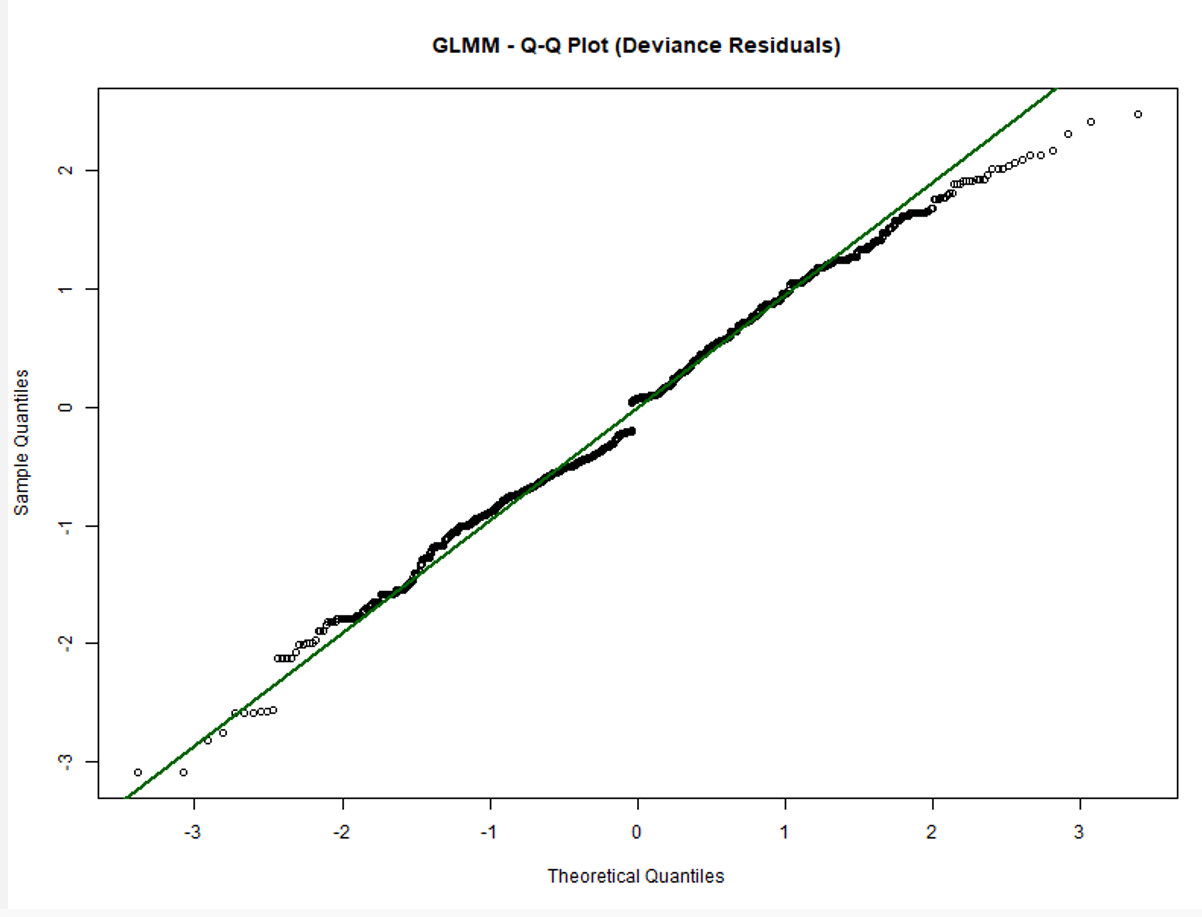 GLMM - Q-Q Plot (Deviance Residuals)
2
1
0
-1
-2
-3
Sample Quantiles
-3 -2 -1 0 1 2 3
Theoretical Quantiles